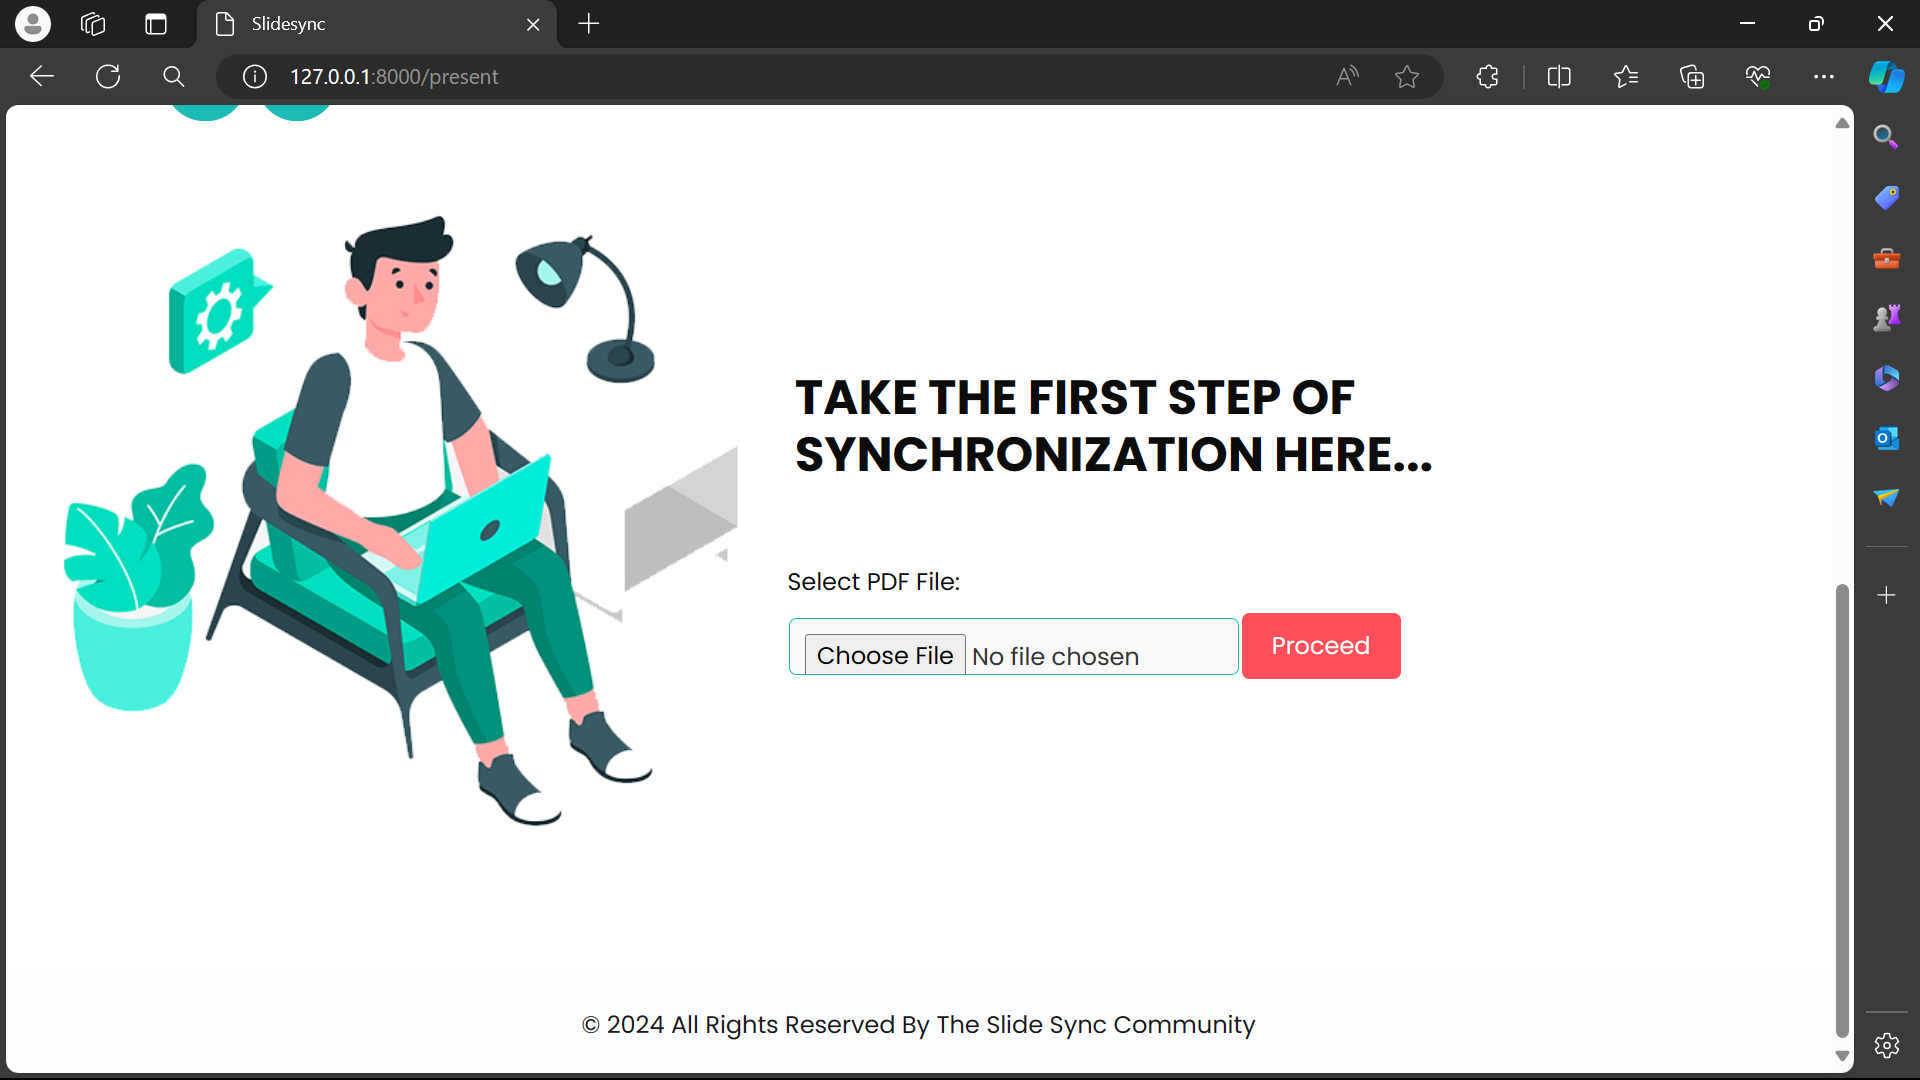 Slidesync
127.0.0.1:8000/present
TAKE THE FIRST STEP OF
SYNCHRONIZATION HERE...
Select PDF File:
Choose File No file chosen
Proceed
© 2024 All Rights Reserved By The Slide Sync Community